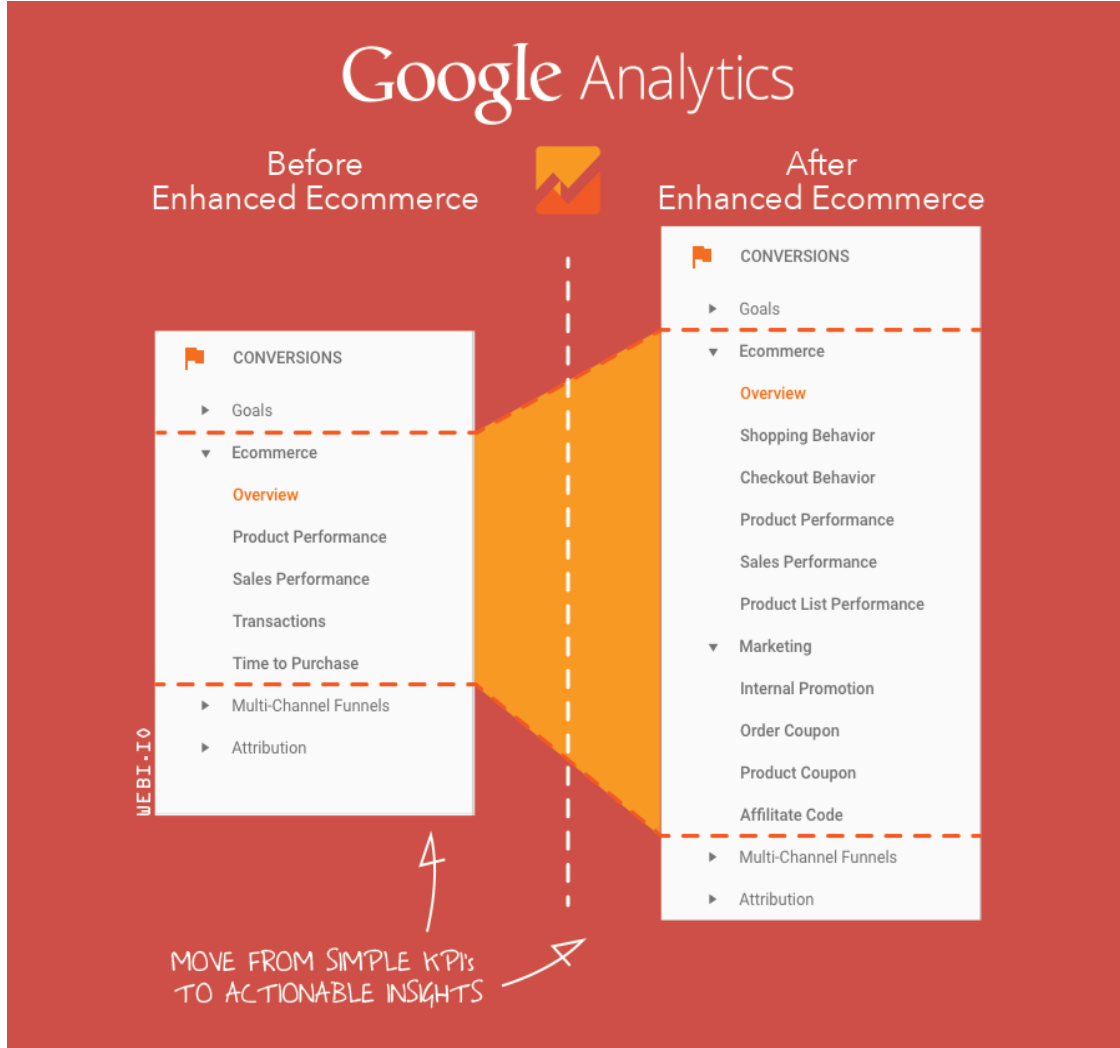 Google Analytics
Before
Enhanced Ecommerce
After
Enhanced Ecommerce
CONVERSIONS
Goals
Ecommerce
Overview
Product Performance
Sales Performance
Transactions
Time to Purchase
Multi-Channel Funnels
Attribution
WEBI.IO
CONVERSIONS
Goals
Ecommerce
Overview
Shopping Behavior
Checkout Behavior
Product Performance
Sales Performance
Product List Performance
Marketing
Internal Promotion
Order Coupon
Product Coupon
Affilitate Code
Multi-Channel Funnels
Attribution
MOVE FROM SIMPLE KPI's
TO ACTIONABLE INSIGHTS